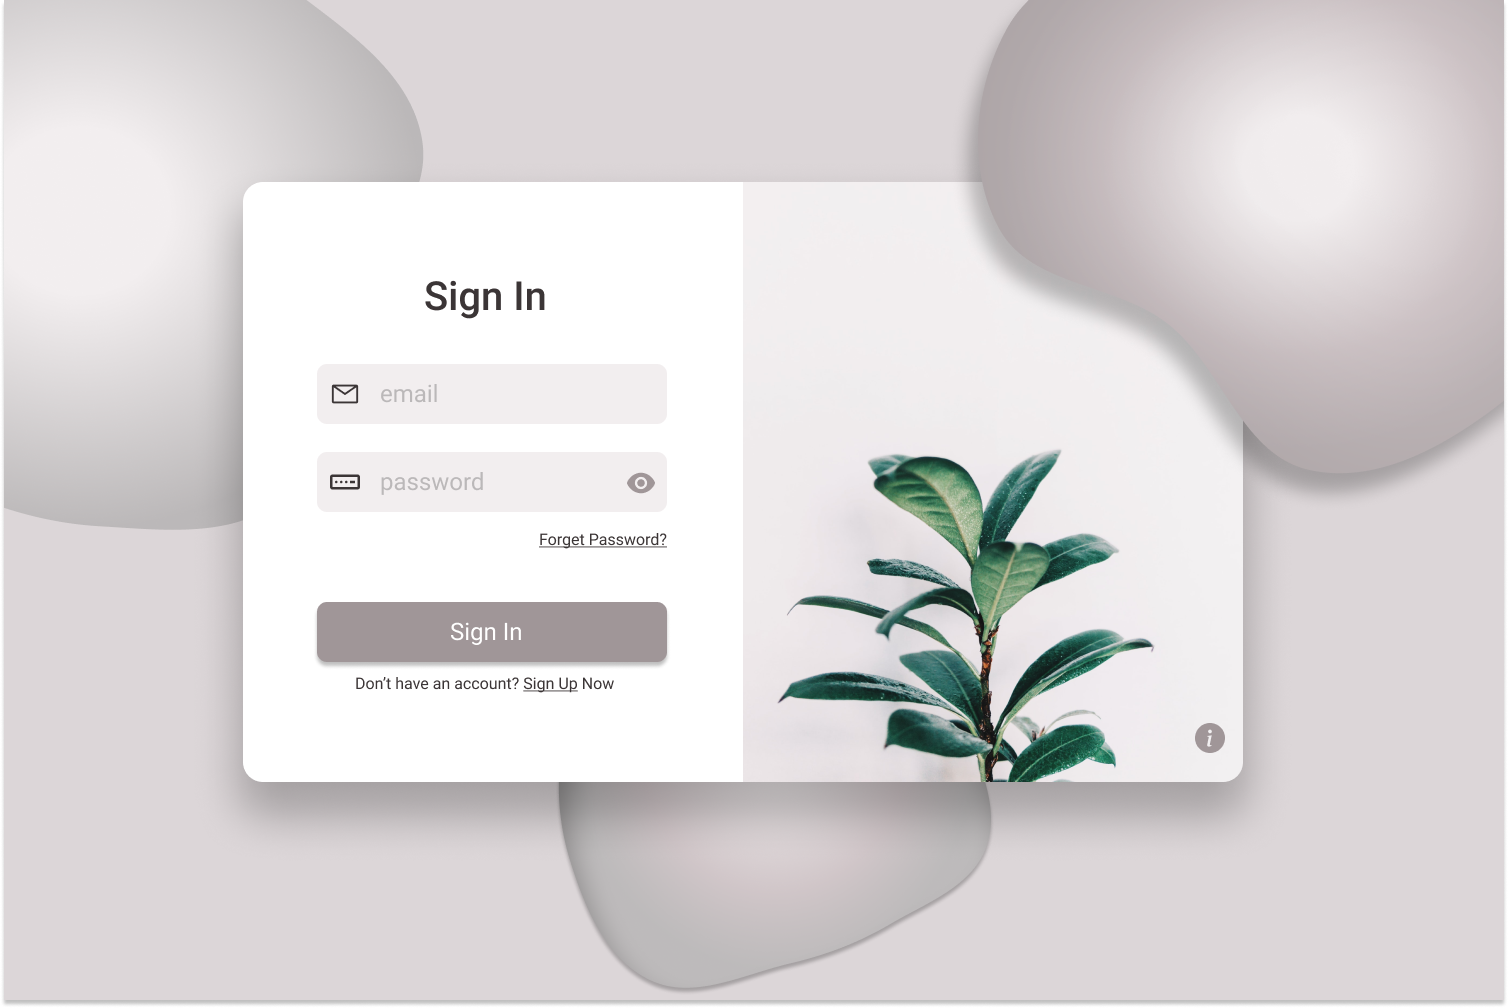 Sign In
email
password
Forget Password?
Sign In
Don’t have an account? Sign Up Now
i